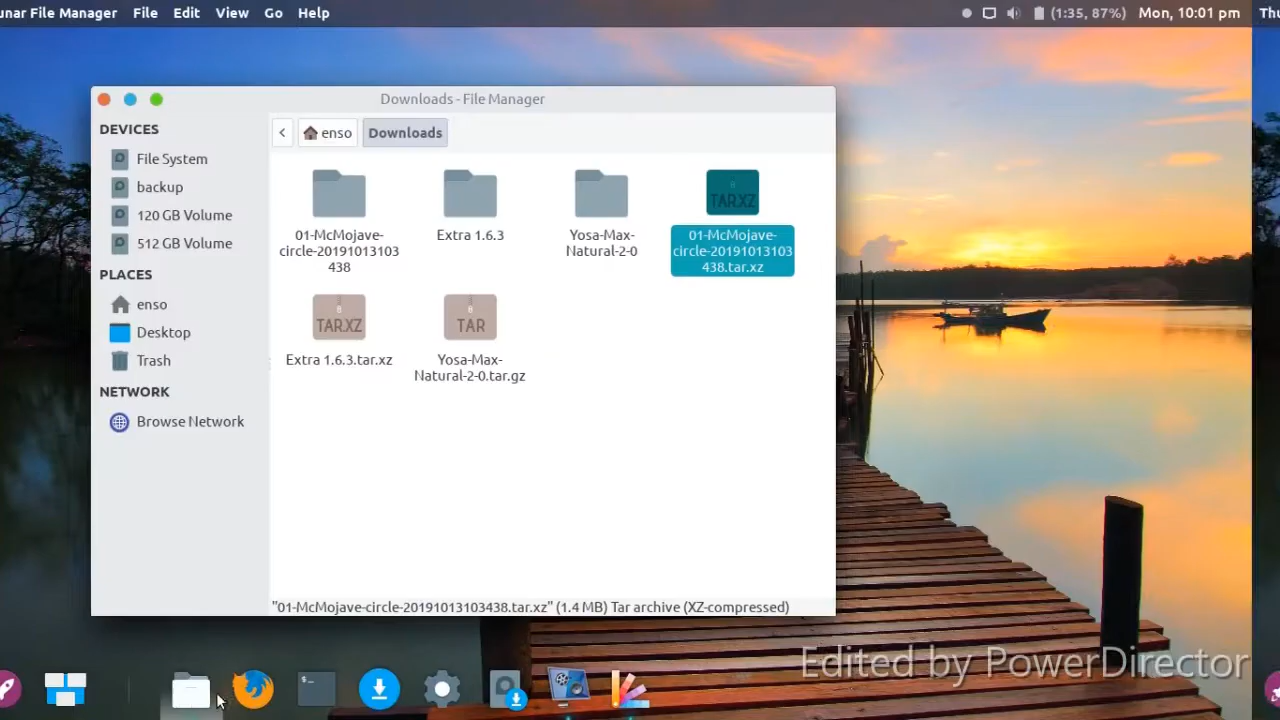 unar File Manager File Edit View Go Help
(1:35, 87%) Mon, 10:01 pm Thu
Downloads - File Manager
DEVICES
File System
backup
120 GB Volume
512 GB Volume
PLACES
enso
Desktop
Trash
NETWORK
Browse Network
enso Downloads
01-McMojave-
circle-20191013103
438
Extra 1.6.3
Yosa-Max-
Natural-2-0
TAR.XZ
01-McMojave-
circle-20191013103
438.tar.xz
TAR.XZ
Extra 1.6.3.tar.xz
TAR
Yosa-Max-
Natural-2-0.tar.gz
"01-McMojave-circle-20191013103438.tar.xz" (1.4 MB) Tar archive (XZ-compressed)
Edited by PowerDirector